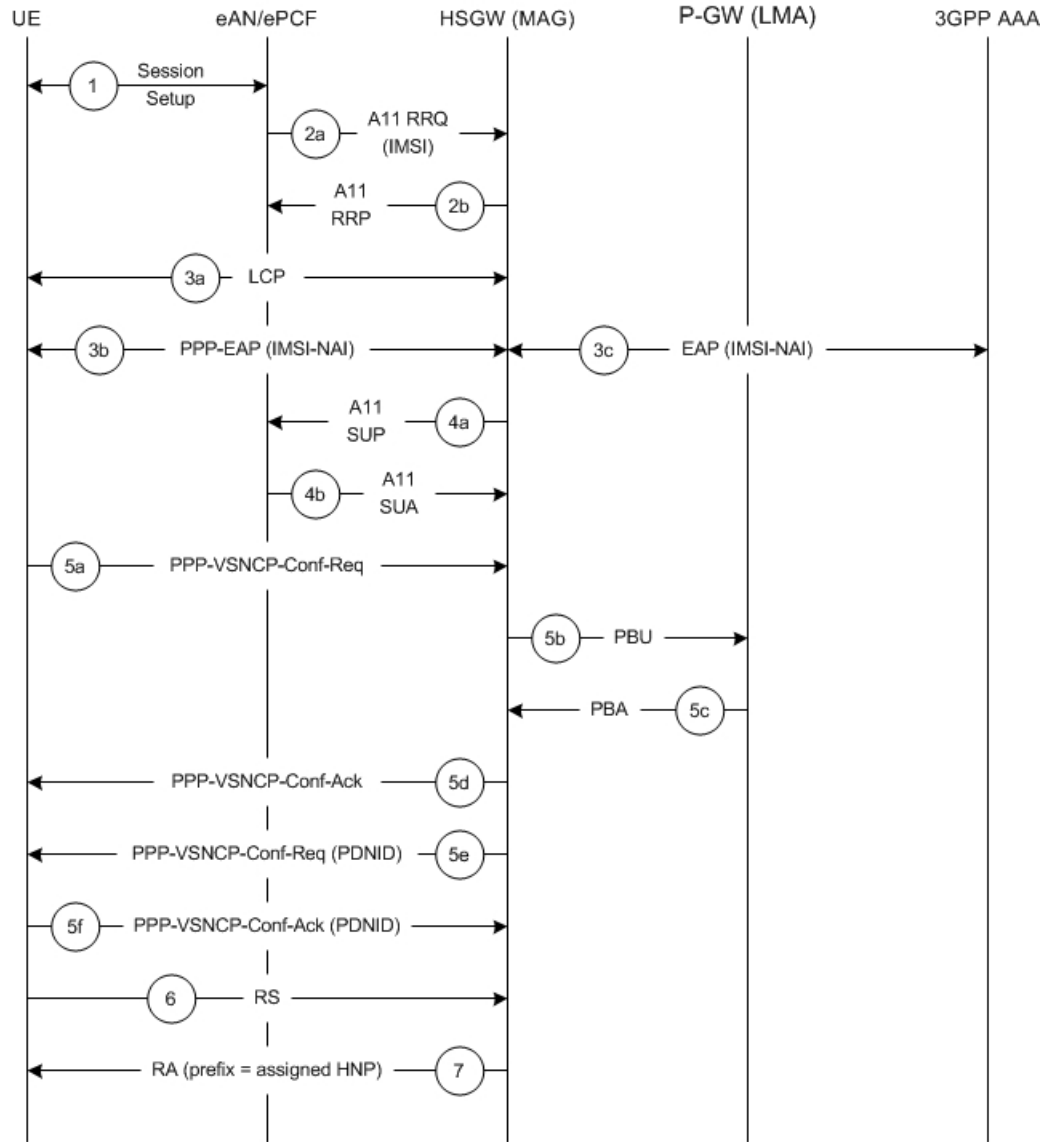 UE eAN/ePCF HSGW (MAG) P-GW (LMA) 3GPP AAA
1 Session
Setup
2a A11 RRQ
(IMSI)
A11
RRP 2b
3a LCP
3b PPP-EAP (IMSI-NAI) 3c EAP (IMSI-NAI)
A11
SUP 4a
4b A11
SUA
5a PPP-VSNCP-Conf-Req
5b PBU
PBA 5c
PPP-VSNCP-Conf-Ack 5d
PPP-VSNCP-Conf-Req (PDNID) 5e
5f PPP-VSNCP-Conf-Ack (PDNID)
6 RS
RA (prefix = assigned HNP) 7